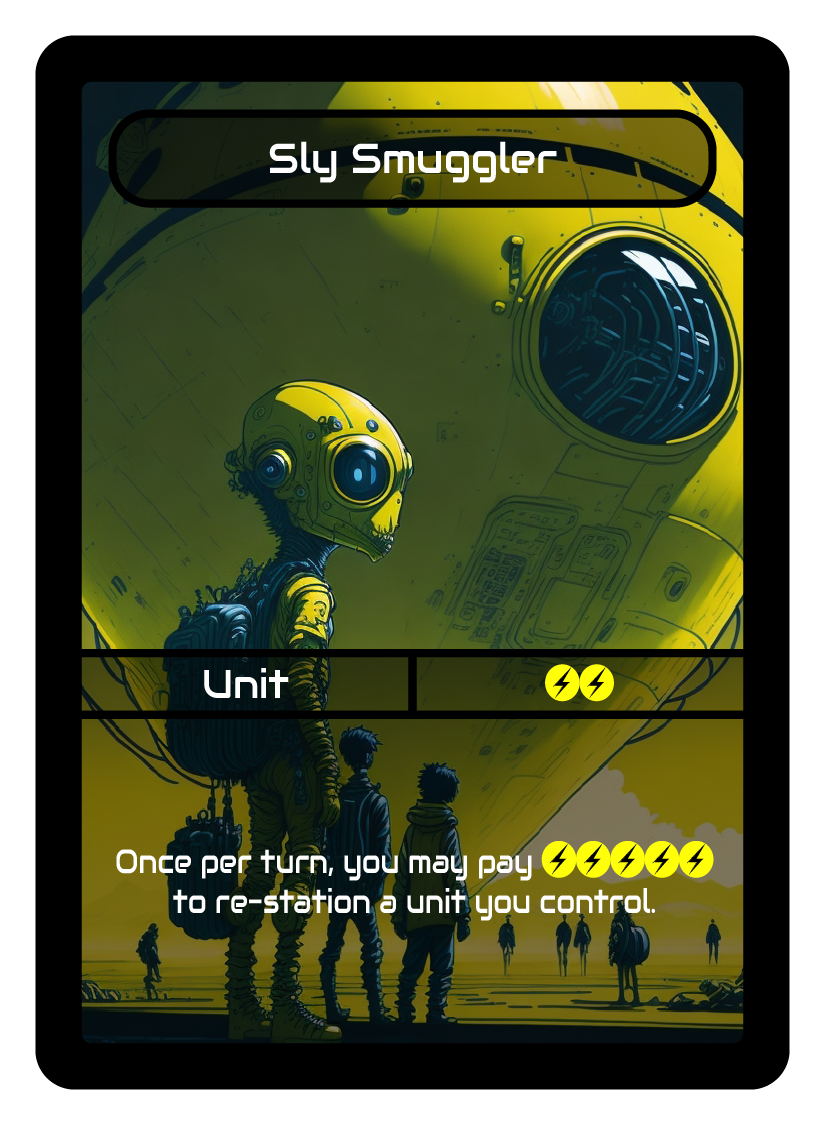 Sly Smuggler
Unit
Once per turn, you may pay
to re-station a unit you control.